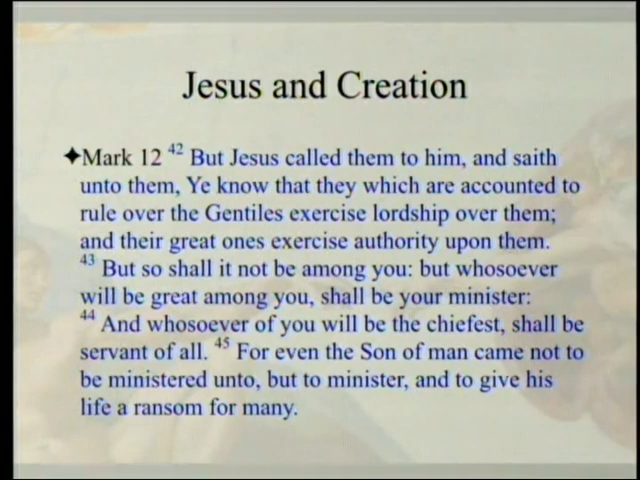 Jesus and Creation
✦Mark 12 42 But Jesus called them to him, and saith
unto them, Ye know that they which are accounted to
rule over the Gentiles exercise lordship over them;
and their great ones exercise authority upon them.
43 But so shall it not be among you: but whosoever
will be great among you, shall be your minister:
44 And whosoever of you will be the chiefest, shall be
servant of all. 45 For even the Son of man came not to
be ministered unto, but to minister, and to give his
life a ransom for many.